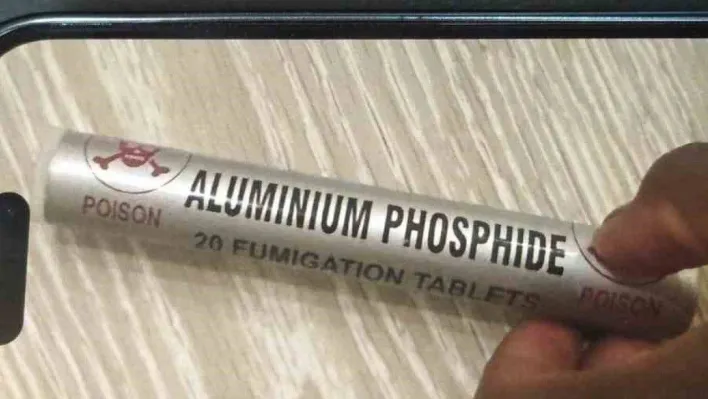 POISON
ALUMINIUM PHOSPHIDE
20 FUMIGATION TABLETS
POISON